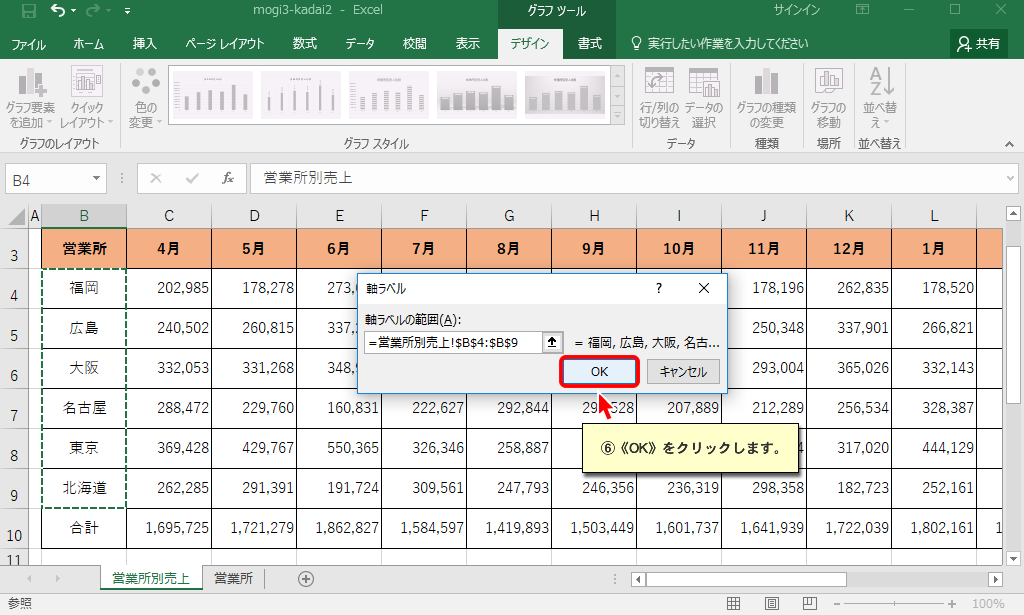 mogi3-kadai2 - Excel
グラフ ツール
サインイン
ファイル ホーム 挿入 ページ レイアウト 数式 データ 校閲 表示 デザイン 書式 実行したい作業を入力してください 共有
グラフ要素を追加
クイックレイアウト
色の変更
行/列の切り替え
データの選択
グラフの種類の変更
グラフの移動
並べ替え
グラフのレイアウト グラフ スタイル データ 種類 場所 並べ替え
B4 fx 営業所別売上
A B C D E F G H I J K L
3 営業所 4月 5月 6月 7月 8月 9月 10月 11月 12月 1月
4 福岡 202,985 178,278 273, 178,196 262,835 178,520
5 広島 240,502 260,815 337, 250,348 337,901 266,821
6 大阪 332,053 331,268 348, 293,004 365,026 332,143
7 名古屋 288,472 229,760 160,831 222,627 292,844 528 207,889 212,289 256,534 328,387
8 東京 369,428 429,767 550,365 326,346 258,887 317,020 444,129
9 北海道 262,285 291,391 191,724 309,561 247,793 246,356 236,319 298,358 182,723 252,161
10 合計 1,695,725 1,721,279 1,862,827 1,584,597 1,419,893 1,503,449 1,601,737 1,641,939 1,722,039 1,802,161 1
11
軸ラベル ?
軸ラベルの範囲(A):
=営業所別売上!$B$4:$B$9 = 福岡, 広島, 大阪, 名古...
OK キャンセル
⑥《OK》をクリックします。
営業所別売上 営業所
参照 100%